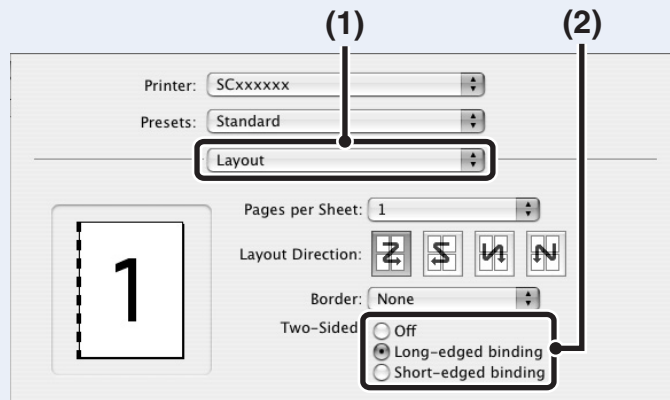 (1) (2)
Printer: SCxxxxxx
Presets: Standard
Layout
Pages per Sheet: 1
Layout Direction:
Border: None
Two-Sided
Off
Long-edged binding
Short-edged binding
1